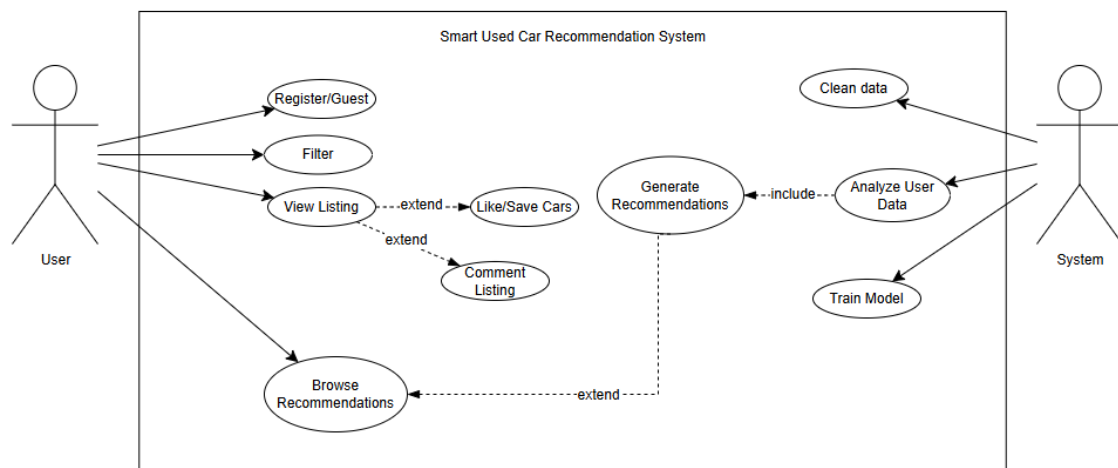 Smart Used Car Recommendation System
Register/Guest
Clean data
Filter
Generate
Recommendations
include
Analyze User
Data
View Listing
extend
Like/Save Cars
extend
User
System
Comment
Listing
Train Model
Browse
Recommendations
extend